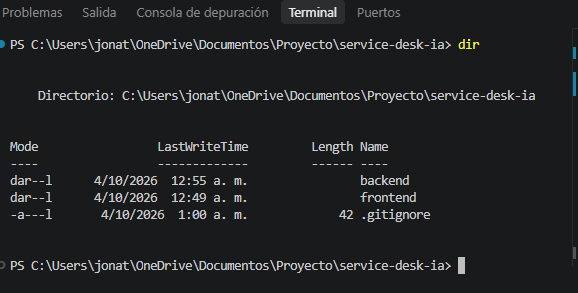 Problemas Salida Consola de depuración Terminal Puertos
PS C:\Users\jonat\OneDrive\Documentos\Proyecto\service-desk-ia> dir
Directorio: C:\Users\jonat\OneDrive\Documentos\Proyecto\service-desk-ia
Mode LastWriteTime Length Name
---- ------------- ------ ----
dar--l 4/10/2026 12:55 a. m. backend
dar--l 4/10/2026 12:49 a. m. frontend
-a---l 4/10/2026 1:00 a. m. 42 .gitignore
PS C:\Users\jonat\OneDrive\Documentos\Proyecto\service-desk-ia>